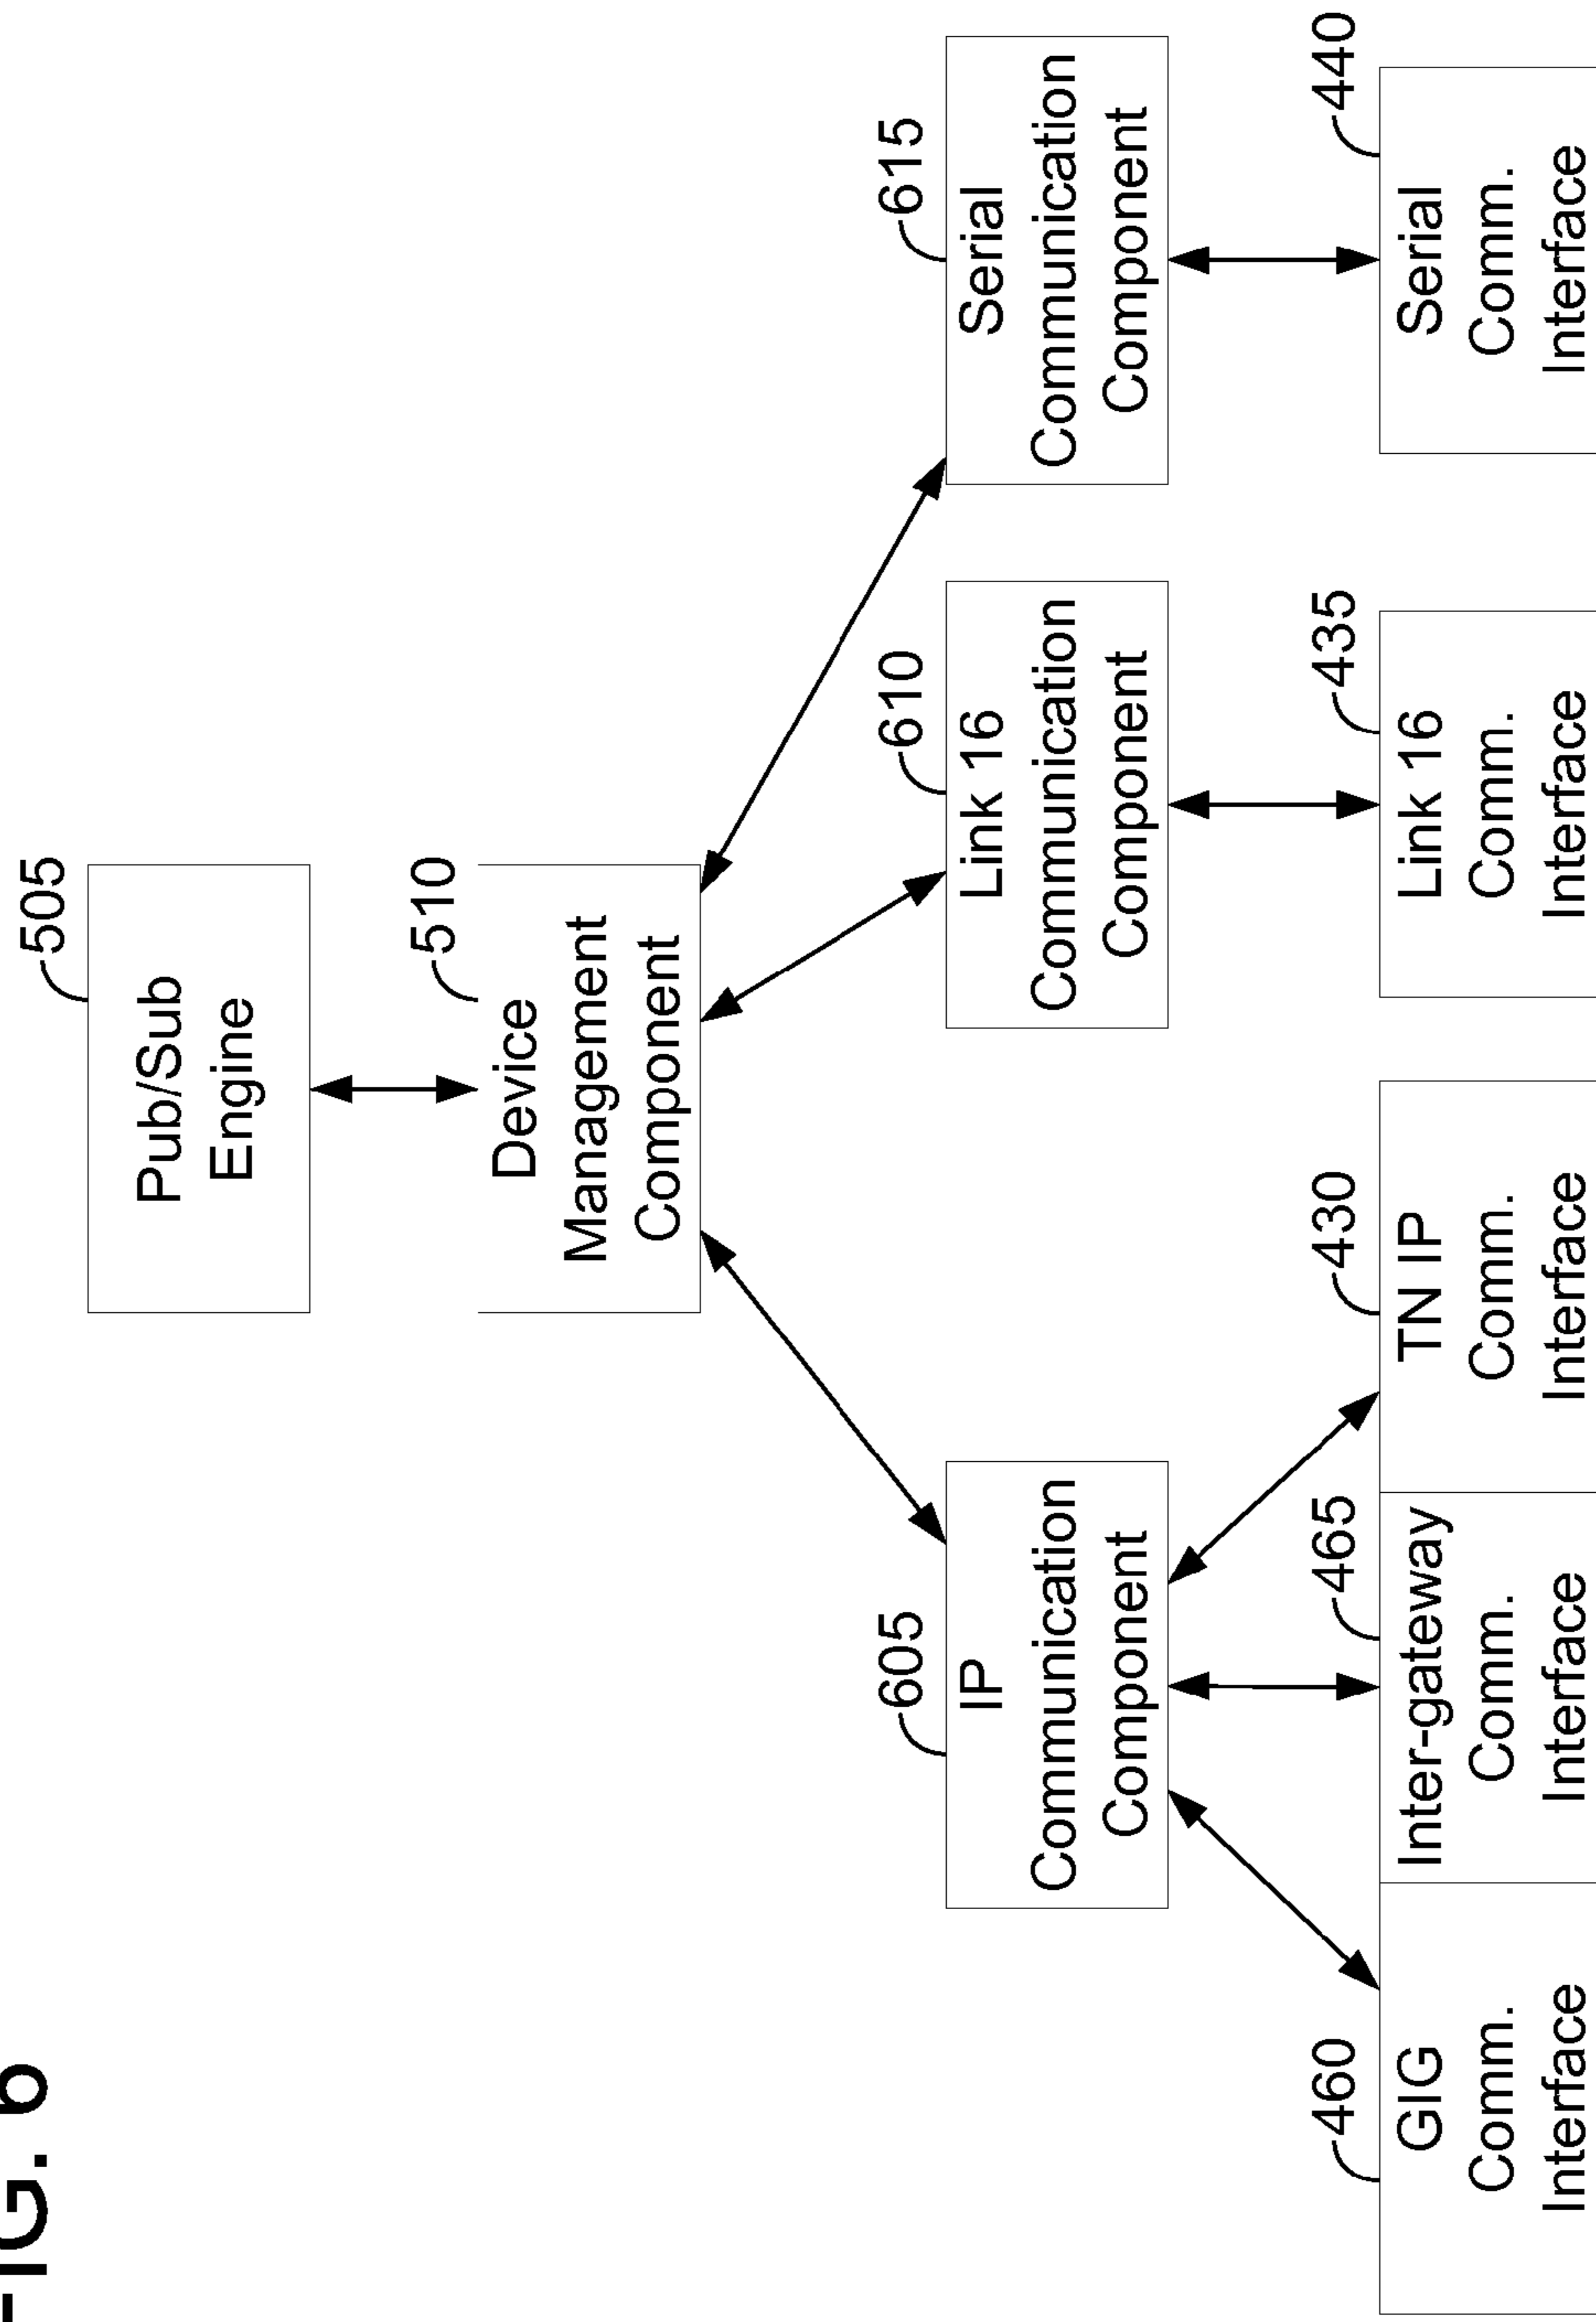 FIG. 6
505
Pub/Sub
Engine
510
Device
Management
Component
605
IP
Communication
Component
610
Link 16
Communication
Component
615
Serial
Communication
Component
460
GIG
Comm.
Interface
465
Inter-gateway
Comm.
Interface
430
TN IP
Comm.
Interface
435
Link 16
Comm.
Interface
440
Serial
Comm.
Interface